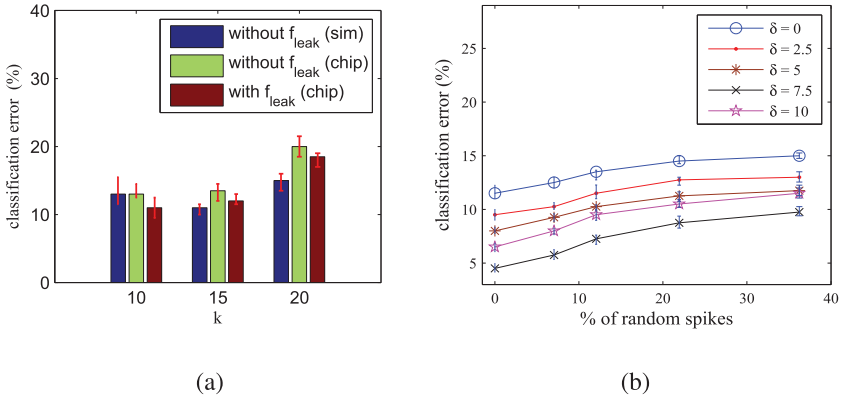 40
30
20
10
0
classification error (%)
without f_leak (sim)
without f_leak (chip)
with f_leak (chip)
10 15 20
k
(a)
25
20
15
10
5
classification error (%)
δ = 0
δ = 2.5
δ = 5
δ = 7.5
δ = 10
0 10 20 30 40
% of random spikes
(b)